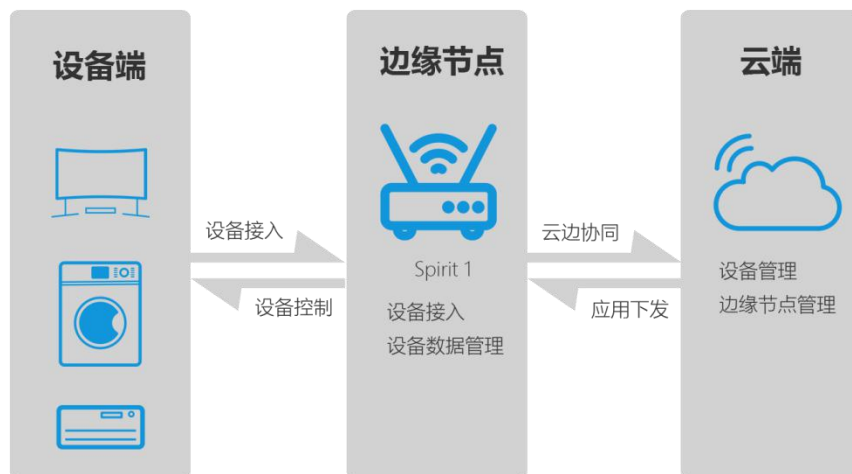 设备端
边缘节点
云端
设备接入
设备控制
Spirit 1
设备接入
设备数据管理
云边协同
应用下发
设备管理
边缘节点管理